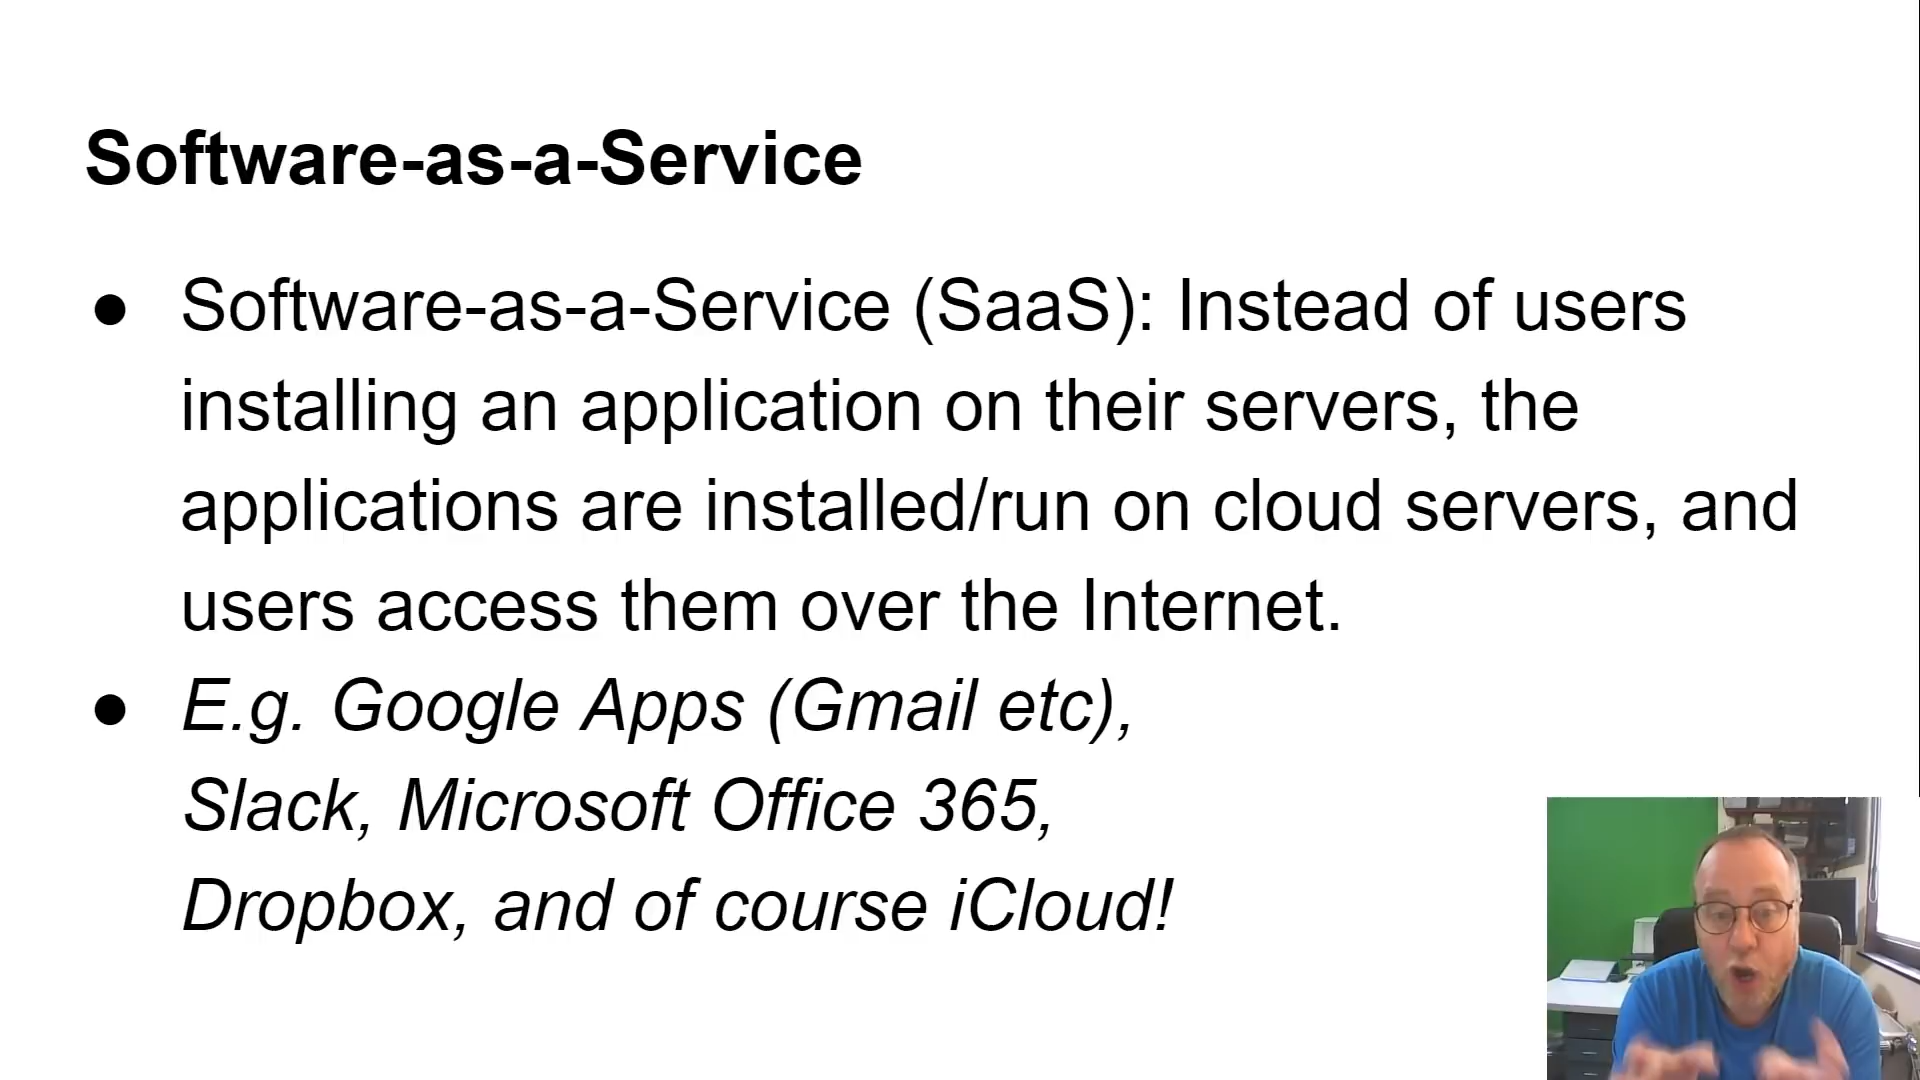 Software-as-a-Service
● Software-as-a-Service (SaaS): Instead of users
installing an application on their servers, the
applications are installed/run on cloud servers, and
users access them over the Internet.
● E.g. Google Apps (Gmail etc),
Slack, Microsoft Office 365,
Dropbox, and of course iCloud!